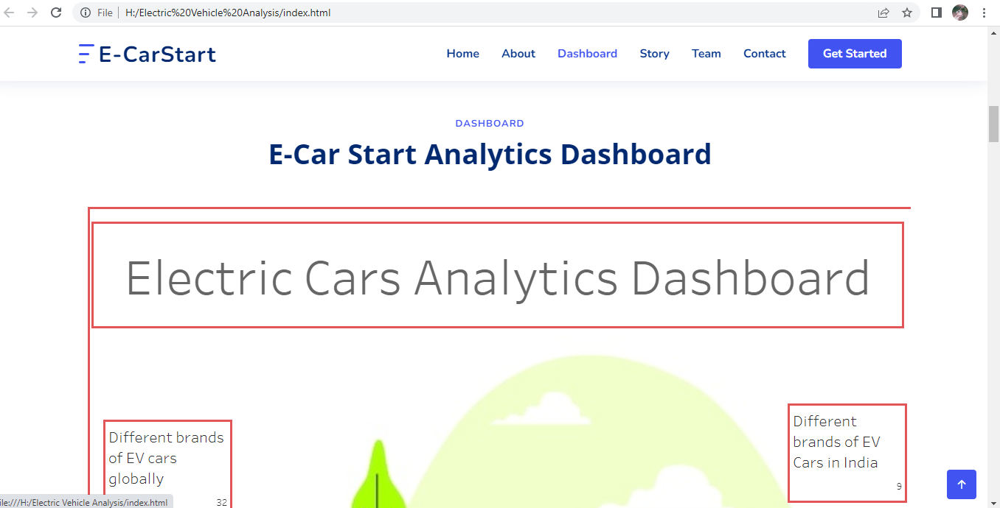 File
H:/Electric%20Vehicle%20Analysis/index.html
E-CarStart
Home
About
Dashboard
Story
Team
Contact
Get Started
DASHBOARD
E-Car Start Analytics Dashboard
Electric Cars Analytics Dashboard
Different brands
of EV cars
globally
32
Different
brands of EV
Cars in India
9
ile:///H:/Electric Vehicle Analysis/index.html